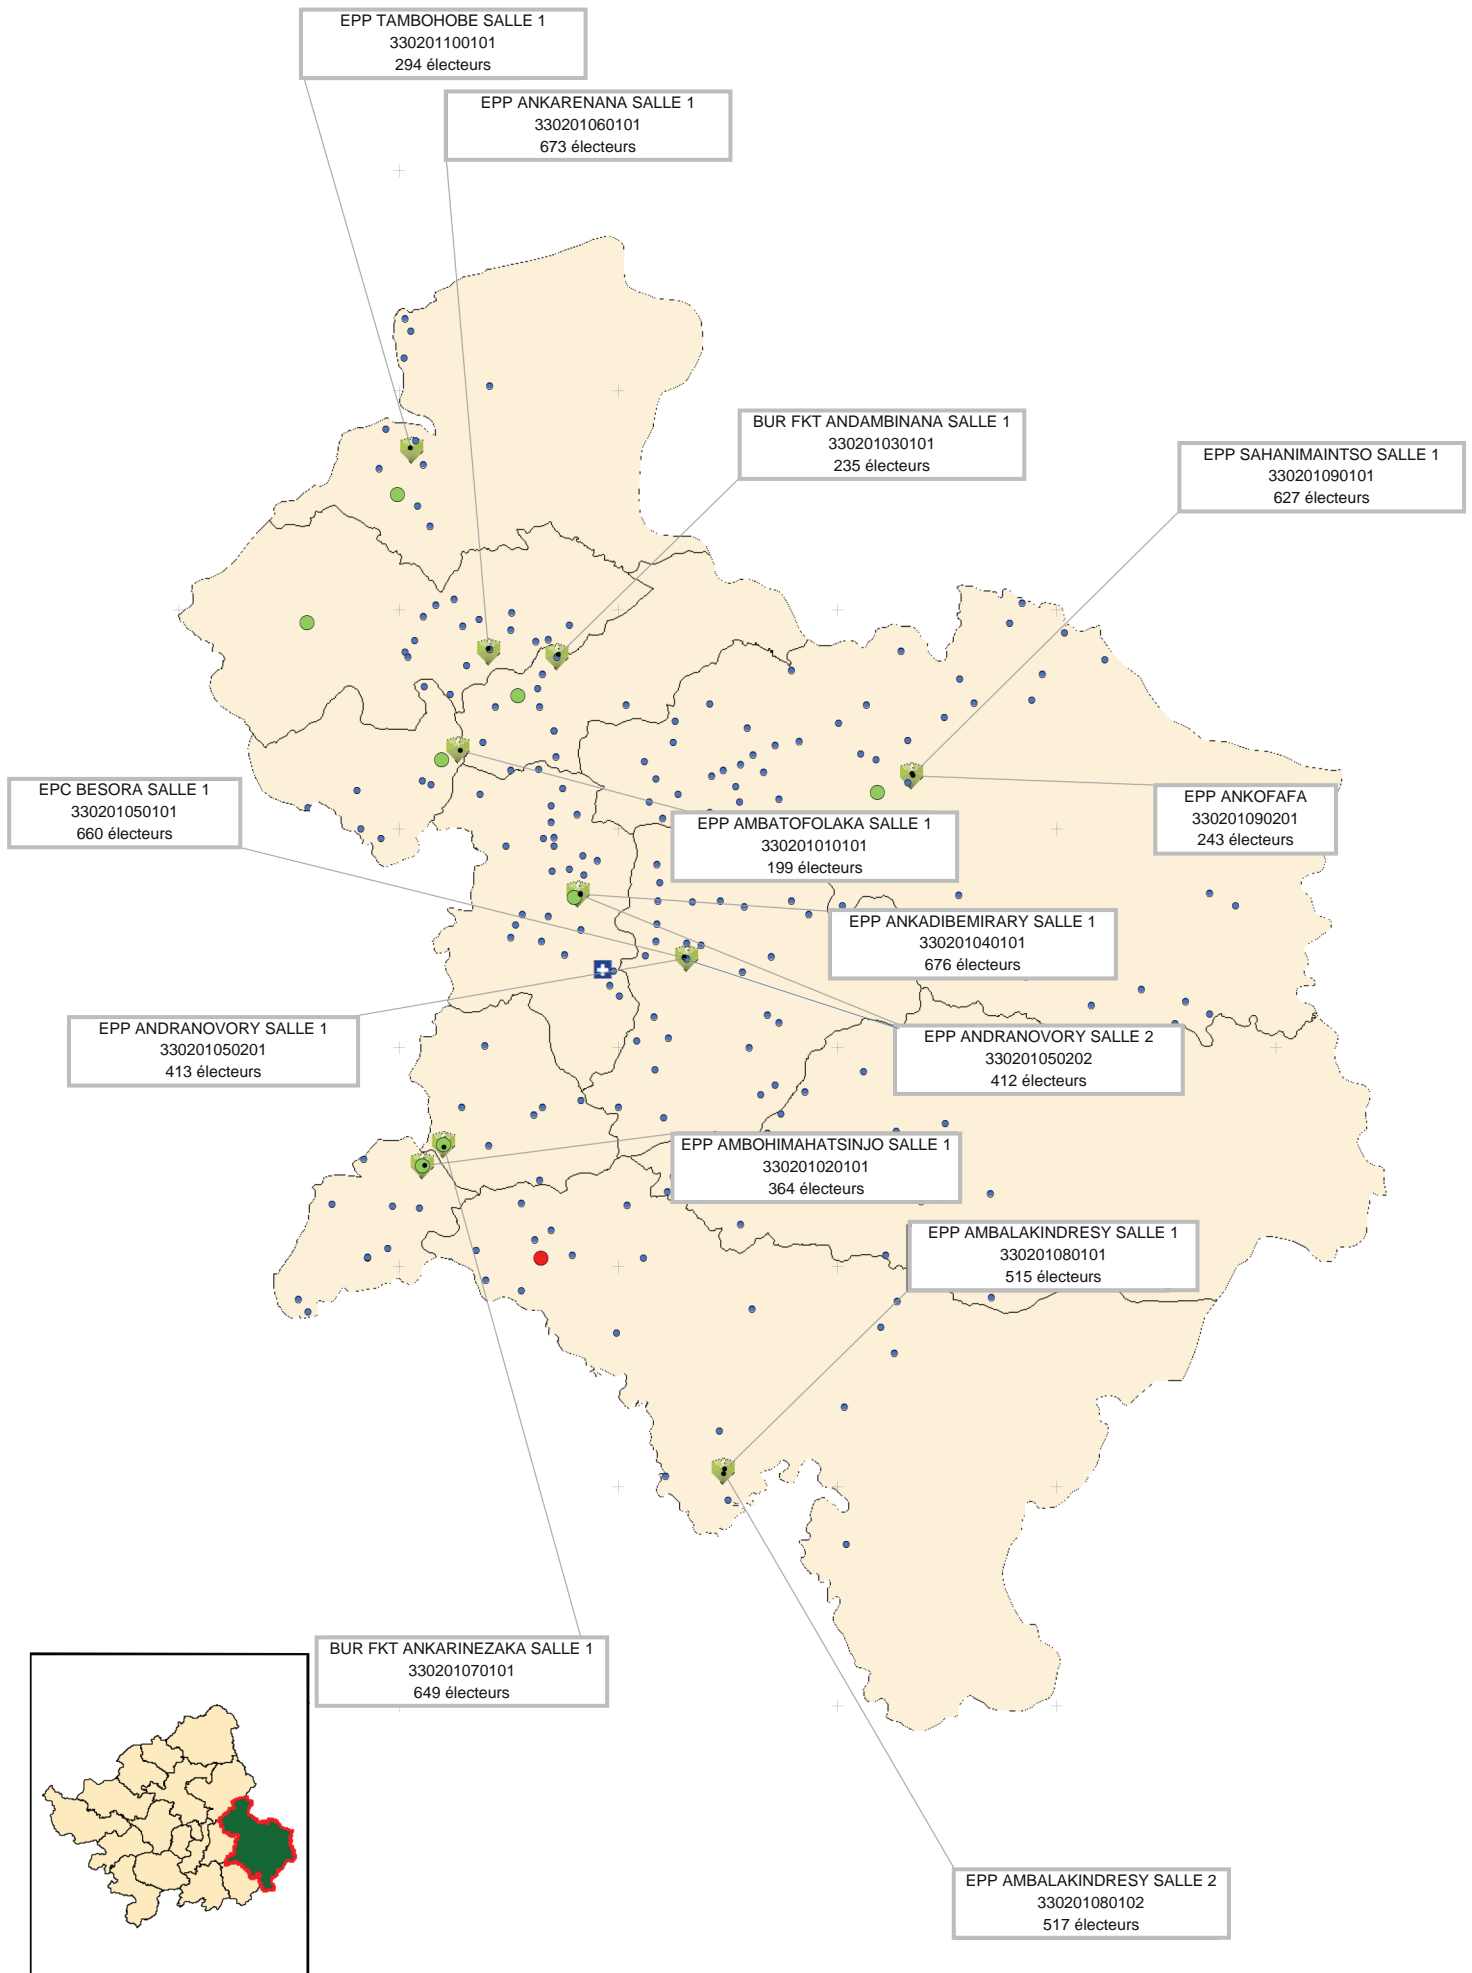 EPP TAMBOHOBE SALLE 1
330201100101
294 électeurs
EPP ANKARENANA SALLE 1
330201060101
673 électeurs
BUR FKT ANDAMBINANA SALLE 1
330201030101
235 électeurs
EPP SAHANIMAINTSO SALLE 1
330201090101
627 électeurs
EPC BESORA SALLE 1
330201050101
660 électeurs
EPP ANKOFAFA
330201090201
243 électeurs
EPP AMBATOFOLAKA SALLE 1
330201010101
199 électeurs
EPP ANKADIBEMIRARY SALLE 1
330201040101
676 électeurs
EPP ANDRANOVORY SALLE 1
330201050201
413 électeurs
EPP ANDRANOVORY SALLE 2
330201050202
412 électeurs
EPP AMBOHIMAHATSINJO SALLE 1
330201020101
364 électeurs
EPP AMBALAKINDRESY SALLE 1
330201080101
515 électeurs
BUR FKT ANKARINEZAKA SALLE 1
330201070101
649 électeurs
EPP AMBALAKINDRESY SALLE 2
330201080102
517 électeurs